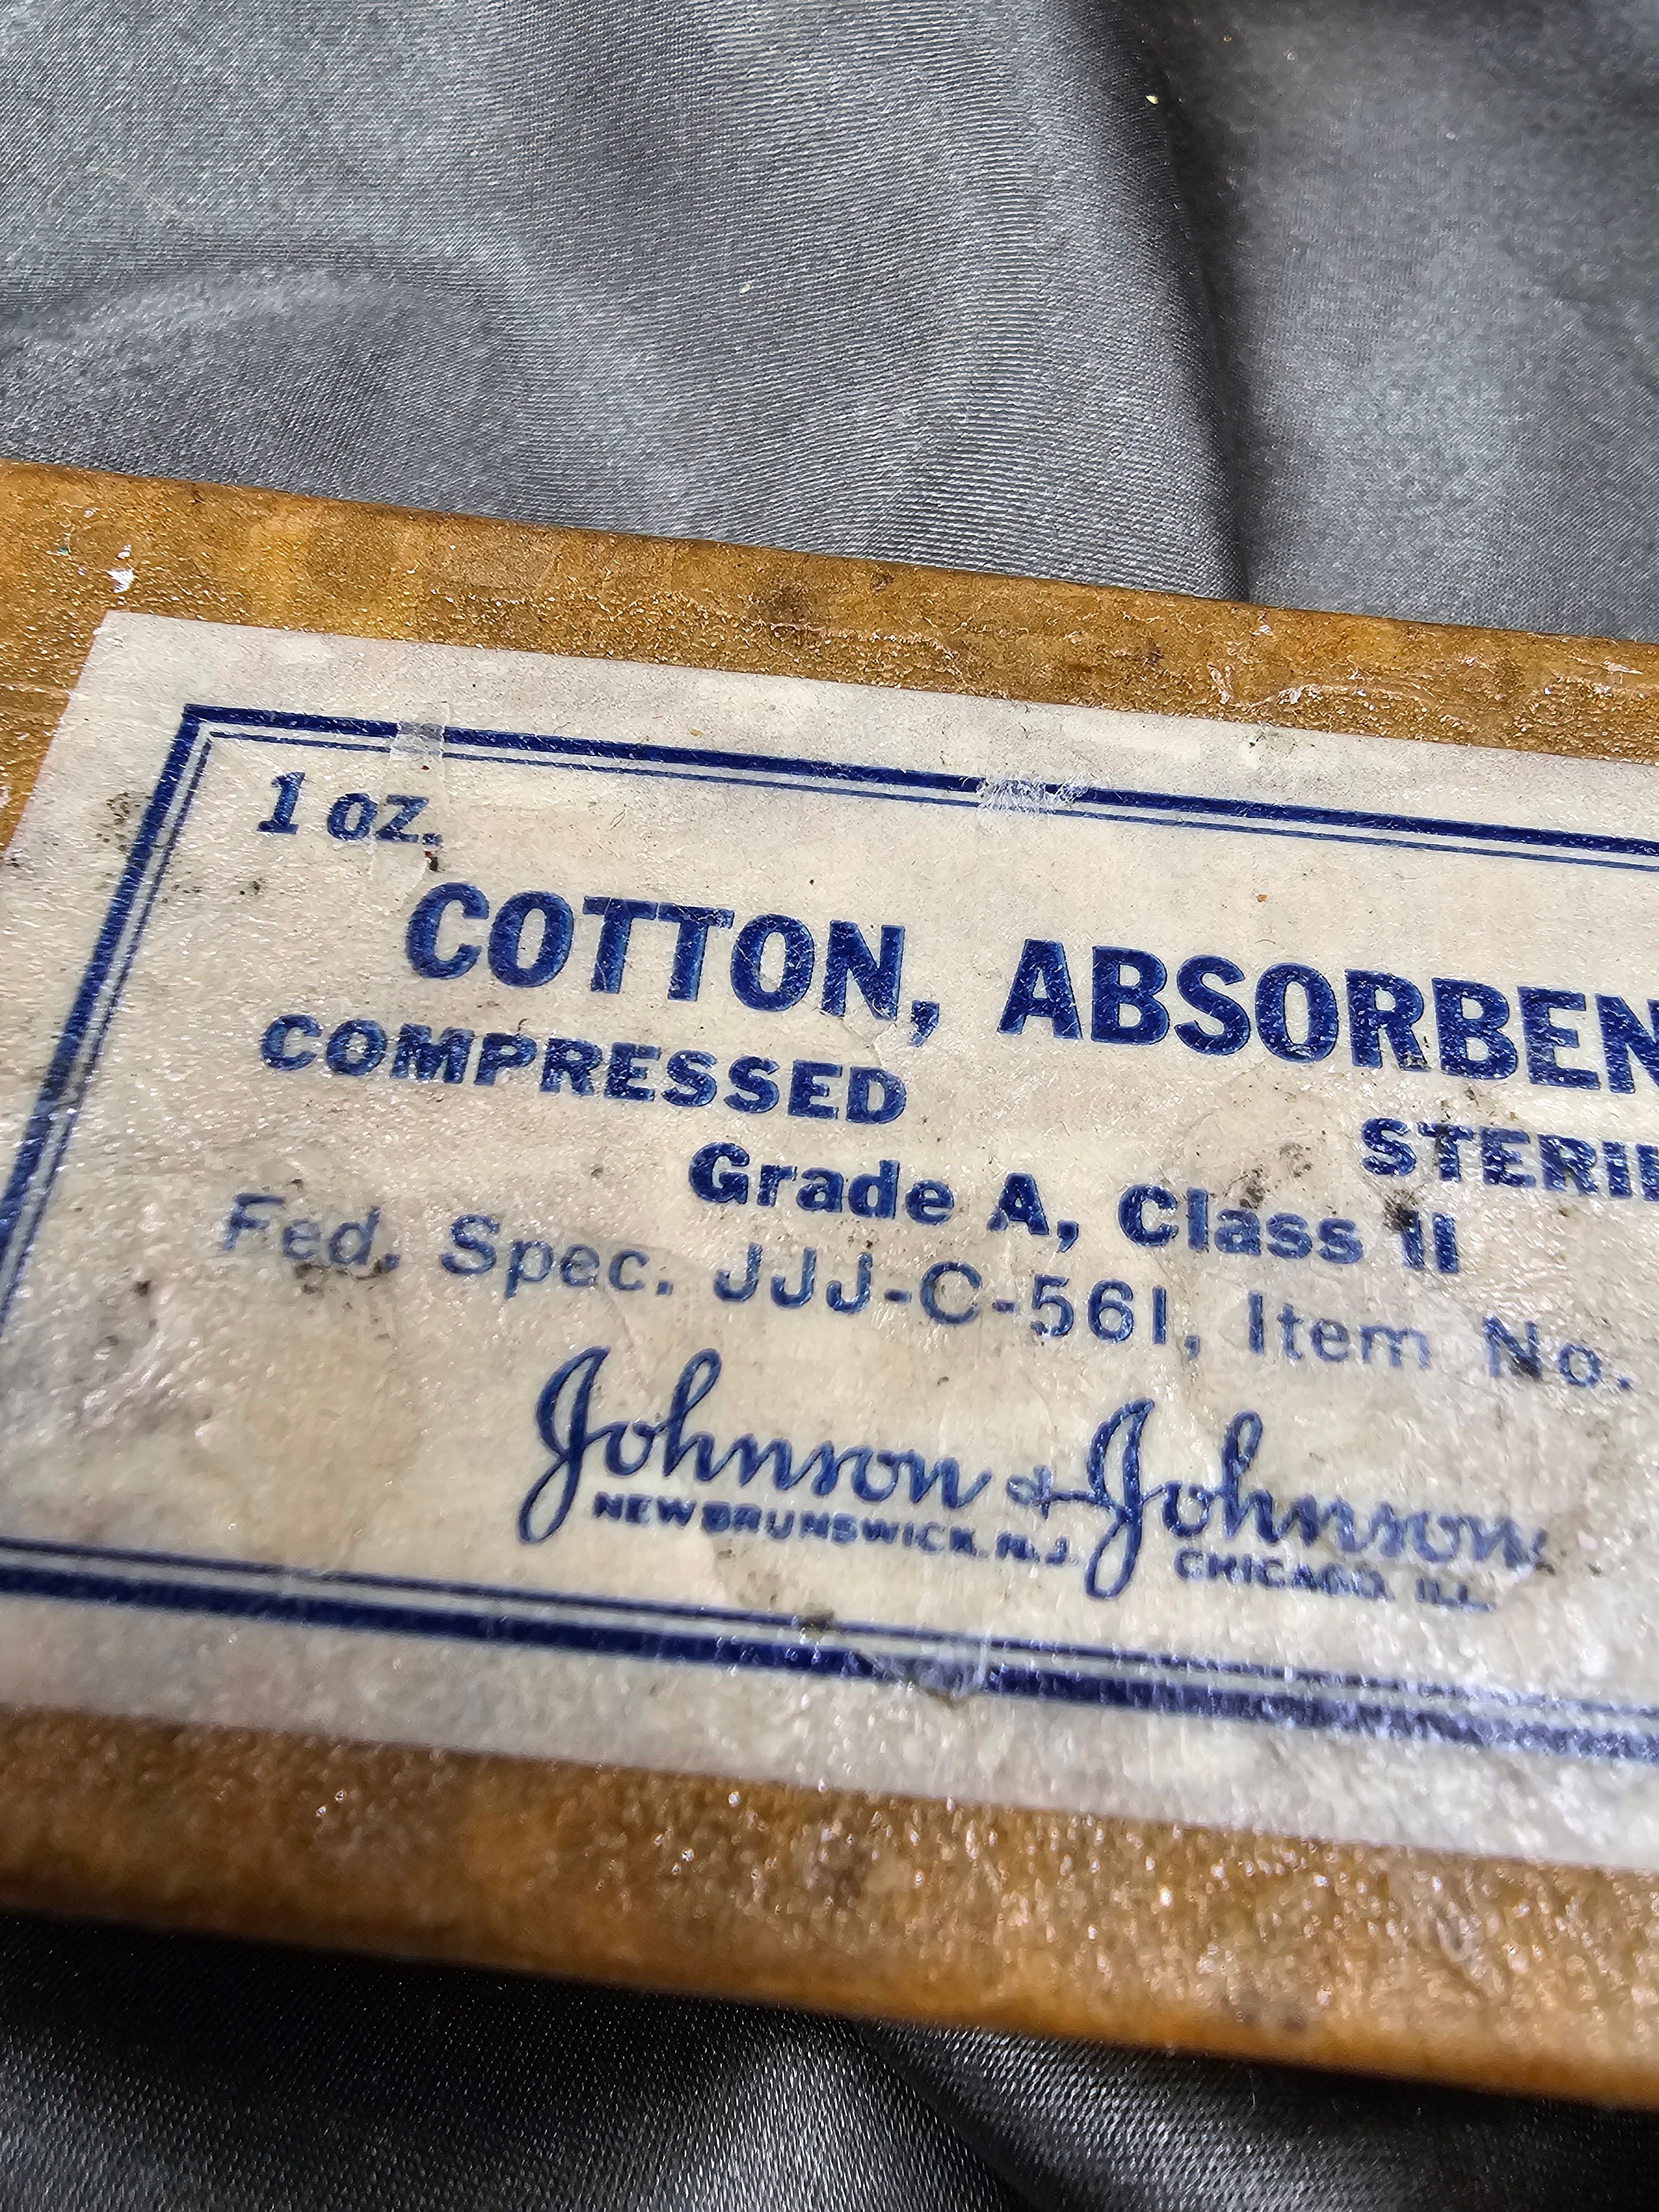 1 oz.
COTTON, ABSORBEN
COMPRESSED
STERIL
Grade A, Class II
Fed. Spec. JJJ-C-561, Item No.
Johnson & Johnson
NEW BRUNSWICK, N.J. CHICAGO, ILL.